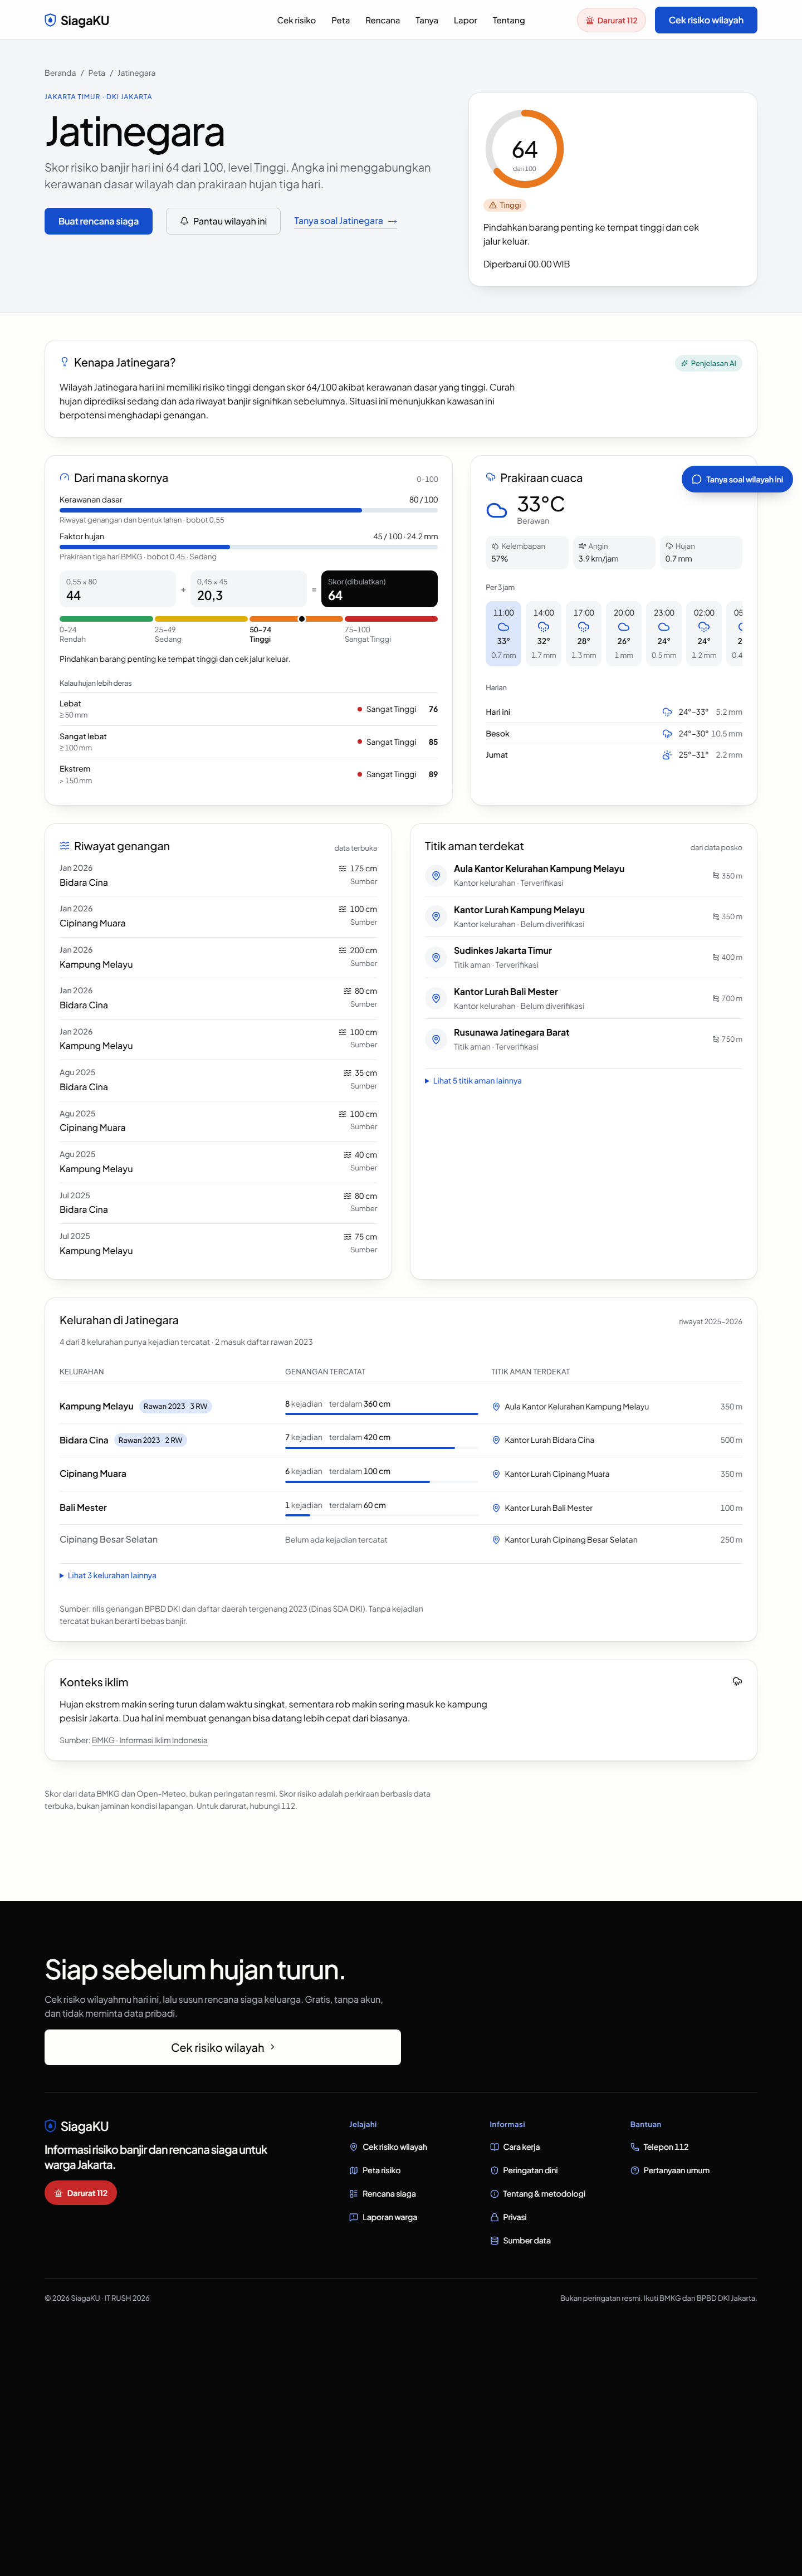 SiagaKU
Cek risiko
Peta
Rencana
Tanya
Lapor
Tentang
Darurat 112
Cek risiko wilayah
Beranda / Peta / Jatinegara
JAKARTA TIMUR · DKI JAKARTA
Jatinegara
Skor risiko banjir hari ini 64 dari 100, level Tinggi. Angka ini menggabungkan
kerawanan dasar wilayah dan prakiraan hujan tiga hari.
Buat rencana siaga
Pantau wilayah ini
Tanya soal Jatinegara →
64
dari 100
Tinggi
Pindahkan barang penting ke tempat tinggi dan cek
jalur keluar.
Diperbarui 00.00 WIB
Kenapa Jatinegara?
Penjelasan AI
Wilayah Jatinegara hari ini memiliki risiko tinggi dengan skor 64/100 akibat kerawanan dasar yang tinggi. Curah
hujan diprediksi sedang dan ada riwayat banjir signifikan sebelumnya. Situasi ini menunjukkan kawasan ini
berpotensi menghadapi genangan.
Dari mana skornya
0–100
Kerawanan dasar
80 / 100
Riwayat genangan dan bentuk lahan · bobot 0,55
Faktor hujan
45 / 100 · 24.2 mm
Prakiraan tiga hari BMKG · bobot 0,45 · Sedang
0,55 × 80
44
+
0,45 × 45
20,3
=
Skor (dibulatkan)
64
0–24
Rendah
25–49
Sedang
50–74
Tinggi
75–100
Sangat Tinggi
Pindahkan barang penting ke tempat tinggi dan cek jalur keluar.
Kalau hujan lebih deras
Lebat
≥ 50 mm
Sangat Tinggi 76
Sangat lebat
≥ 100 mm
Sangat Tinggi 85
Ekstrem
> 150 mm
Sangat Tinggi 89
Prakiraan cuaca
Tanya soal wilayah ini
33°C
Berawan
Kelembapan
57%
Angin
3.9 km/jam
Hujan
0.7 mm
Per 3 jam
11:00 14:00 17:00 20:00 23:00 02:00 05
33° 32° 28° 26° 24° 24° 2
0.7 mm 1.7 mm 1.3 mm 1 mm 0.5 mm 1.2 mm 0.4
Harian
Hari ini 24°–33° 5.2 mm
Besok 24°–30° 10.5 mm
Jumat 25°–31° 2.2 mm
Riwayat genangan
data terbuka
Jan 2026
175 cm
Bidara Cina
Sumber
Jan 2026
100 cm
Cipinang Muara
Sumber
Jan 2026
200 cm
Kampung Melayu
Sumber
Jan 2026
80 cm
Bidara Cina
Sumber
Jan 2026
100 cm
Kampung Melayu
Sumber
Agu 2025
35 cm
Bidara Cina
Sumber
Agu 2025
100 cm
Cipinang Muara
Sumber
Agu 2025
40 cm
Kampung Melayu
Sumber
Jul 2025
80 cm
Bidara Cina
Sumber
Jul 2025
75 cm
Kampung Melayu
Sumber
Titik aman terdekat
dari data posko
Aula Kantor Kelurahan Kampung Melayu
Kantor kelurahan · Terverifikasi
350 m
Kantor Lurah Kampung Melayu
Kantor kelurahan · Belum diverifikasi
350 m
Sudinkes Jakarta Timur
Titik aman · Terverifikasi
400 m
Kantor Lurah Bali Mester
Kantor kelurahan · Belum diverifikasi
700 m
Rusunawa Jatinegara Barat
Titik aman · Terverifikasi
750 m
Lihat 5 titik aman lainnya
Kelurahan di Jatinegara
riwayat 2025–2026
4 dari 8 kelurahan punya kejadian tercatat · 2 masuk daftar rawan 2023
KELURAHAN
GENANGAN TERCATAT
TITIK AMAN TERDEKAT
Kampung Melayu
Rawan 2023 · 3 RW
8 kejadian terdalam 360 cm
Aula Kantor Kelurahan Kampung Melayu
350 m
Bidara Cina
Rawan 2023 · 2 RW
7 kejadian terdalam 420 cm
Kantor Lurah Bidara Cina
500 m
Cipinang Muara
6 kejadian terdalam 100 cm
Kantor Lurah Cipinang Muara
350 m
Bali Mester
1 kejadian terdalam 60 cm
Kantor Lurah Bali Mester
100 m
Cipinang Besar Selatan
Belum ada kejadian tercatat
Kantor Lurah Cipinang Besar Selatan
250 m
Lihat 3 kelurahan lainnya
Sumber: rilis genangan BPBD DKI dan daftar daerah tergenang 2023 (Dinas SDA DKI). Tanpa kejadian
tercatat bukan berarti bebas banjir.
Konteks iklim
Hujan ekstrem makin sering turun dalam waktu singkat, sementara rob makin sering masuk ke kampung
pesisir Jakarta. Dua hal ini membuat genangan bisa datang lebih cepat dari biasanya.
Sumber: BMKG · Informasi Iklim Indonesia
Skor dari data BMKG dan Open-Meteo, bukan peringatan resmi. Skor risiko adalah perkiraan berbasis data
terbuka, bukan jaminan kondisi lapangan. Untuk darurat, hubungi 112.
Siap sebelum hujan turun.
Cek risiko wilayahmu hari ini, lalu susun rencana siaga keluarga. Gratis, tanpa akun,
dan tidak meminta data pribadi.
Cek risiko wilayah ›
SiagaKU
Informasi risiko banjir dan rencana siaga untuk
warga Jakarta.
Darurat 112
Jelajahi
Cek risiko wilayah
Peta risiko
Rencana siaga
Laporan warga
Informasi
Cara kerja
Peringatan dini
Tentang & metodologi
Privasi
Sumber data
Bantuan
Telepon 112
Pertanyaan umum
© 2026 SiagaKU · IT RUSH 2026
Bukan peringatan resmi. Ikuti BMKG dan BPBD DKI Jakarta.